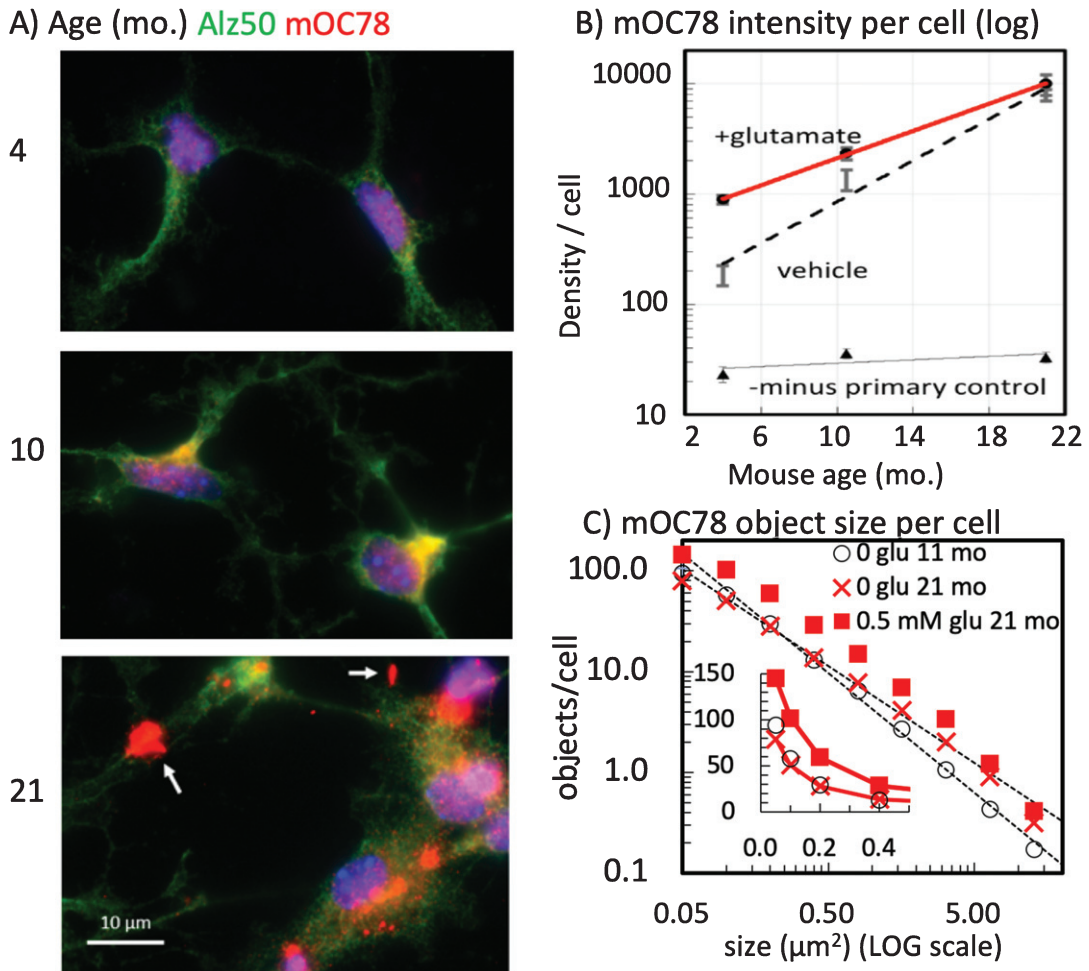 A) Age (mo.) Alz50 mOC78
4
10
21
10 µm
B) mOC78 intensity per cell (log)
10000
1000
100
10
Density / cell
+glutamate
vehicle
-minus primary control
2 6 10 14 18 22
Mouse age (mo.)
C) mOC78 object size per cell
0 glu 11 mo
0 glu 21 mo
0.5 mM glu 21 mo
100.0
10.0
1.0
0.1
objects/cell
150
100
50
0
0.0 0.2 0.4
0.05 0.50 5.00
size (µm²) (LOG scale)